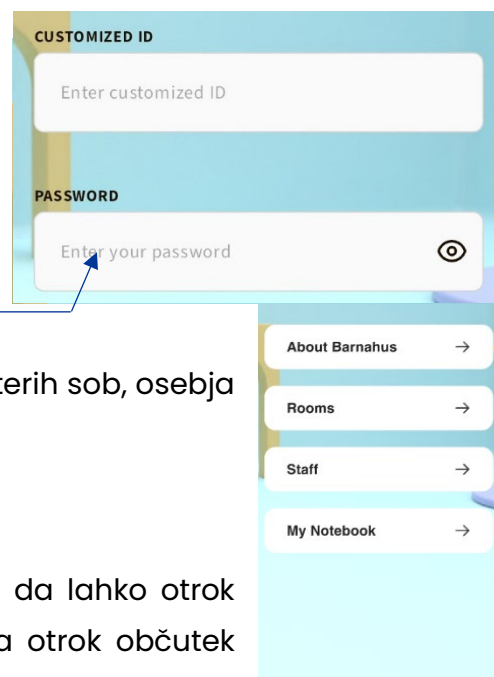 CUSTOMIZED ID
Enter customized ID
PASSWORD
Enter your password
About Barnahus
Rooms
Staff
My Notebook
sob, osebja
da lahko otrok
otrok občutek